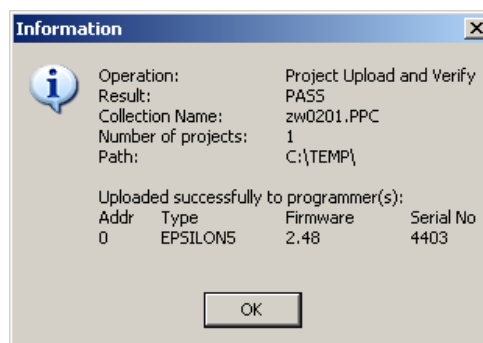 Information
Operation: Project Upload and Verify
Result: PASS
Collection Name: zw0201.PPC
Number of projects: 1
Path: C:\TEMP\
Uploaded successfully to programmer(s):
Addr Type Firmware Serial No
0 EPSILON5 2.48 4403
OK